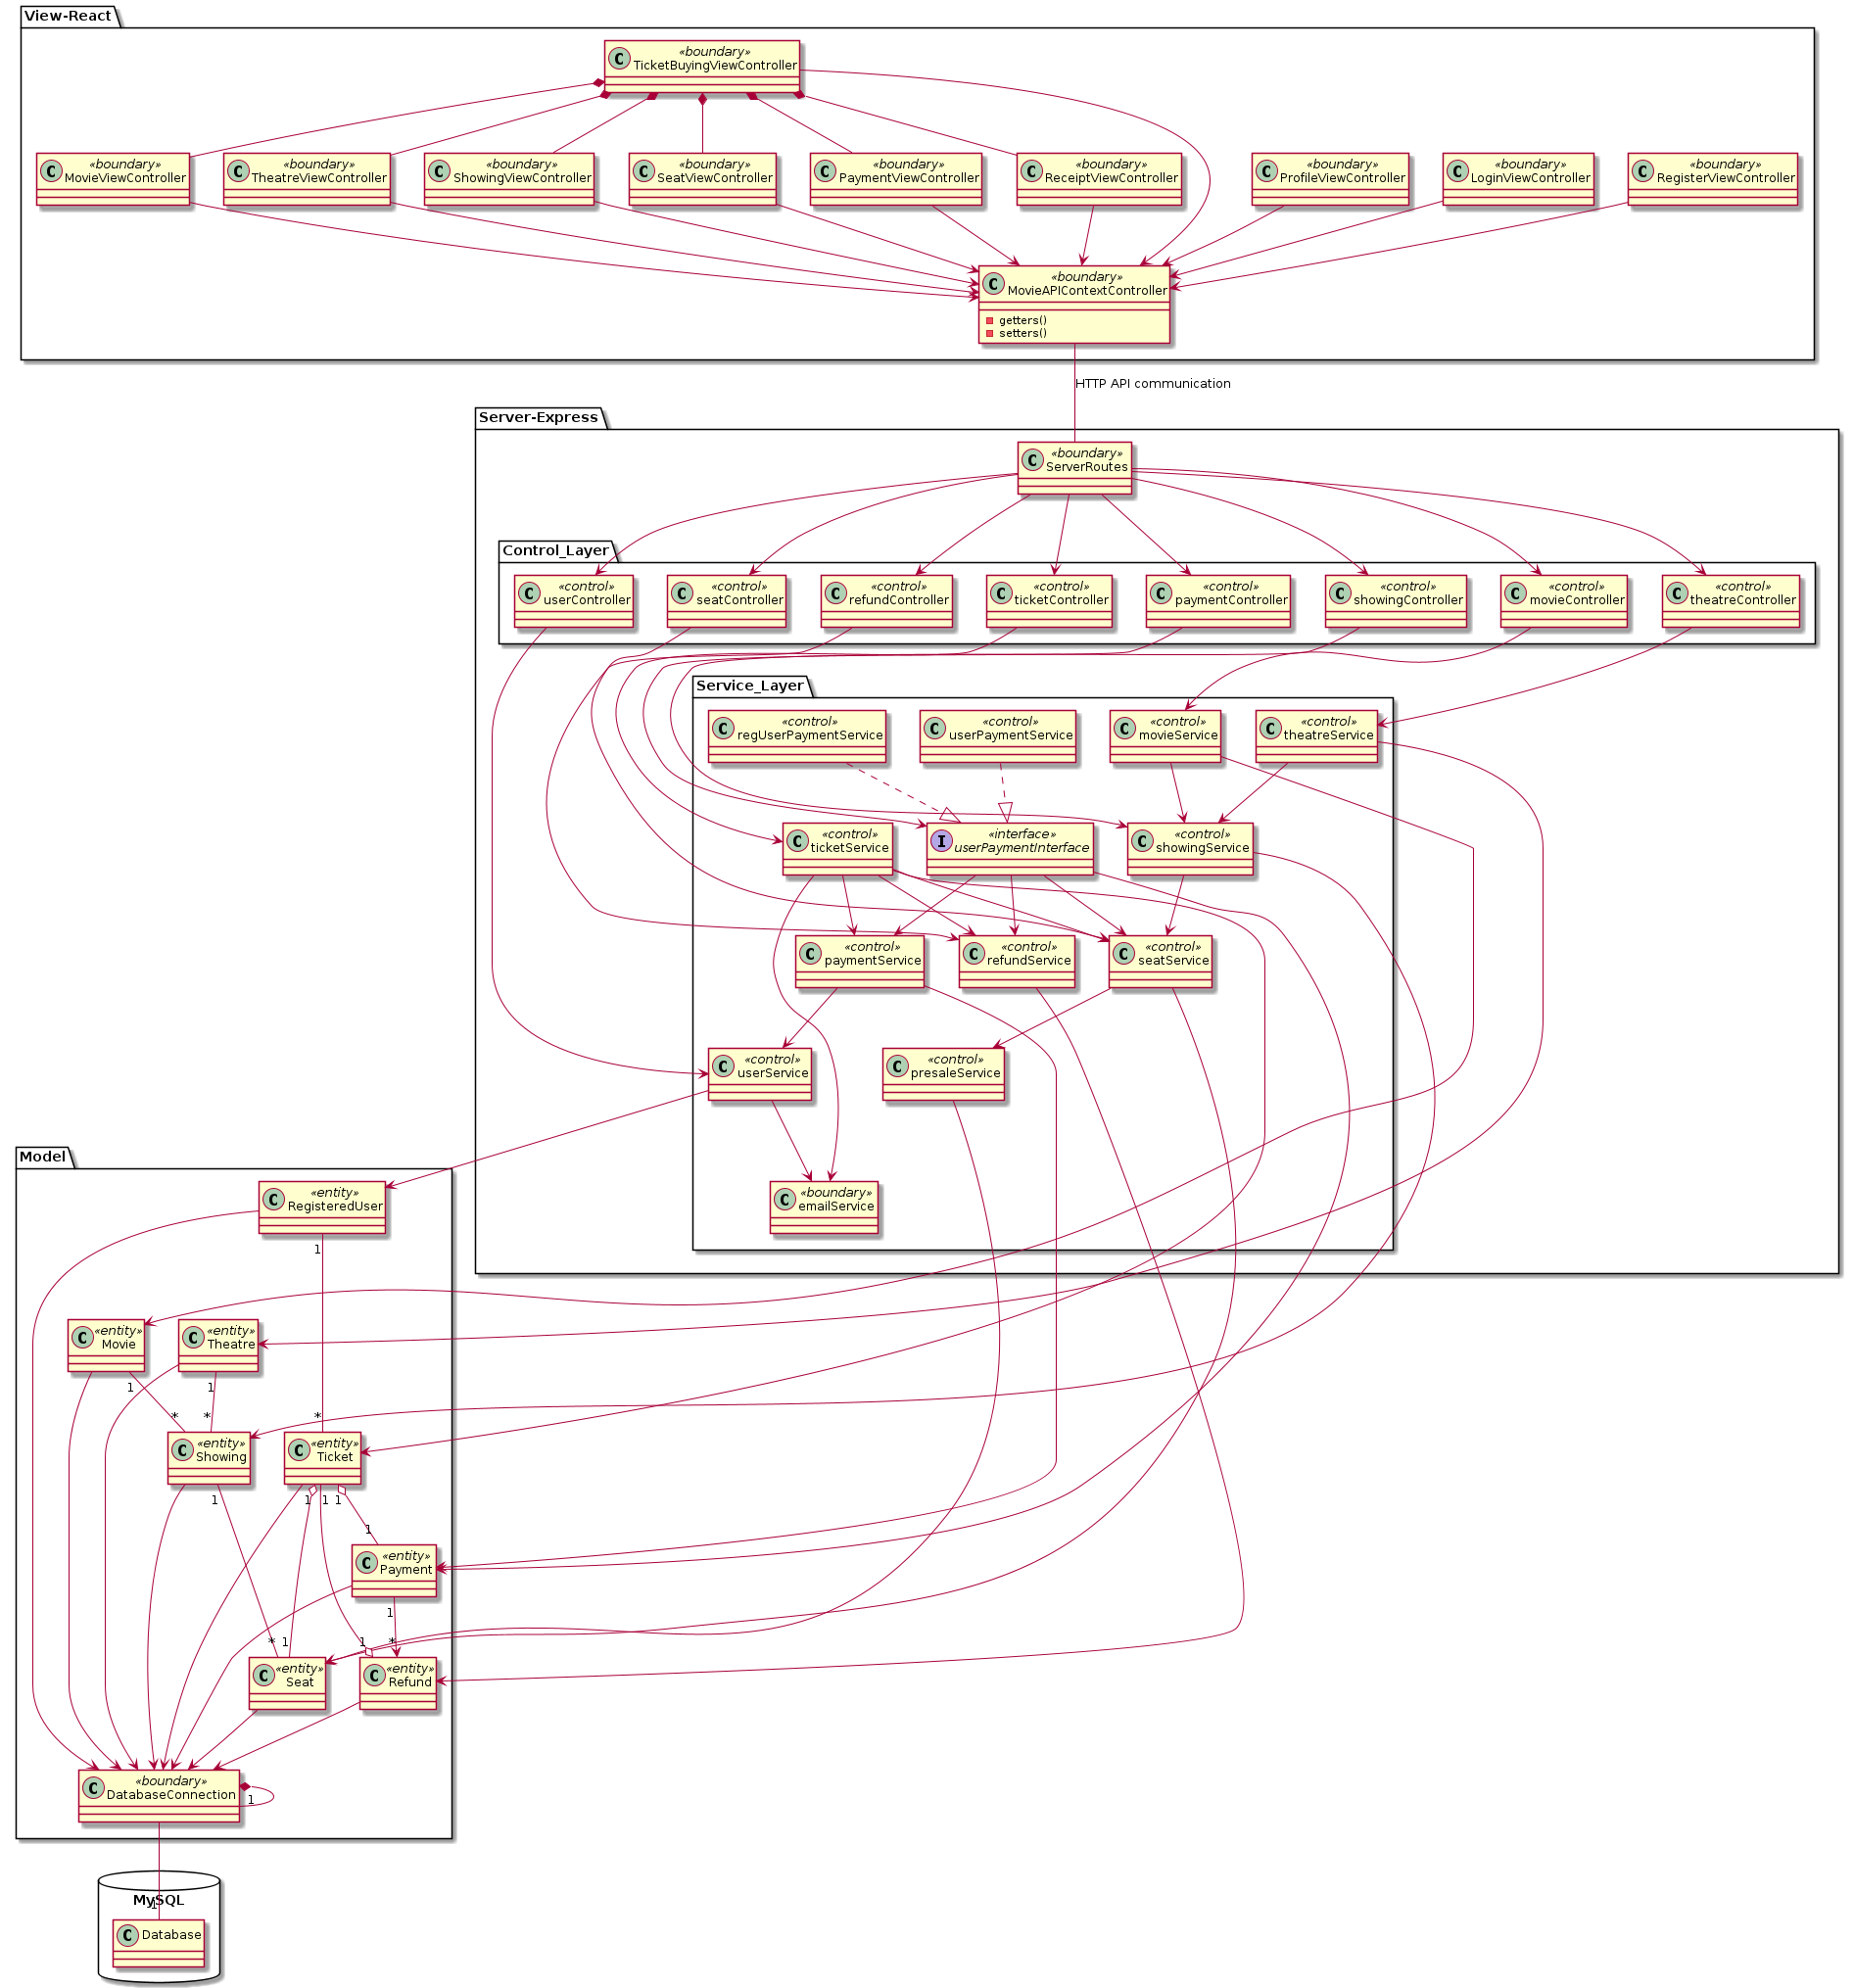 View-React
«boundary»
TicketBuyingViewController
«boundary»
MovieViewController
«boundary»
TheatreViewController
«boundary»
ShowingViewController
«boundary»
SeatViewController
«boundary»
PaymentViewController
«boundary»
ReceiptViewController
«boundary»
ProfileViewController
«boundary»
LoginViewController
«boundary»
RegisterViewController
«boundary»
MovieAPIContextController
getters()
setters()
HTTP API communication
Server-Express
«boundary»
ServerRoutes
Control_Layer
«control»
userController
«control»
seatController
«control»
refundController
«control»
ticketController
«control»
paymentController
«control»
showingController
«control»
movieController
«control»
theatreController
Service_Layer
«control»
regUserPaymentService
«control»
userPaymentService
«control»
movieService
«control»
theatreService
«control»
ticketService
«interface»
userPaymentInterface
«control»
showingService
«control»
paymentService
«control»
refundService
«control»
seatService
«control»
userService
«control»
presaleService
«boundary»
emailService
Model
«entity»
RegisteredUser
1
«entity»
Movie
«entity»
Theatre
1
1
*
*
*
«entity»
Showing
«entity»
Ticket
1
1
1
1
1
«entity»
Payment
1
*
1
1
*
«entity»
Seat
«entity»
Refund
«boundary»
DatabaseConnection
1
MySQL
1
Database